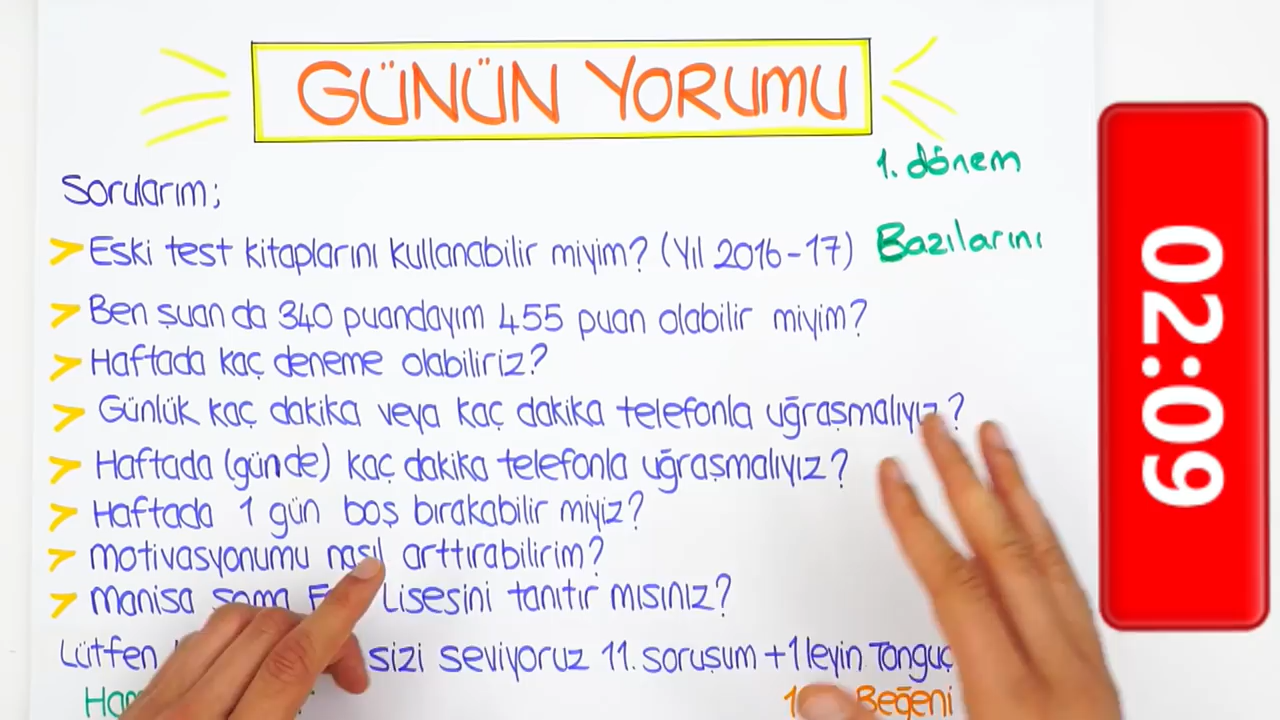 GÜNÜN YORUMU
1. dönem
Sorularım;
Eski test kitaplarını kullanabilir miyim? (Yıl 2016-17) Bazılarını
Ben şuan da 340 puandayım 455 puan olabilir miyim?
Haftada kaç deneme olabiliriz?
Günlük kaç dakika veya kaç dakika telefonla uğraşmalıyız?
Haftada (günde) kaç dakika telefonla uğraşmalıyız?
Haftada 1 gün boş bırakabilir miyiz?
motivasyonumu nasıl arttırabilirim?
manisa soma Lisesini tanıtır mısınız?
Lütfen sizi seviyoruz 11. soruşum +1 leyin Tonguç
Beğeni
02:09